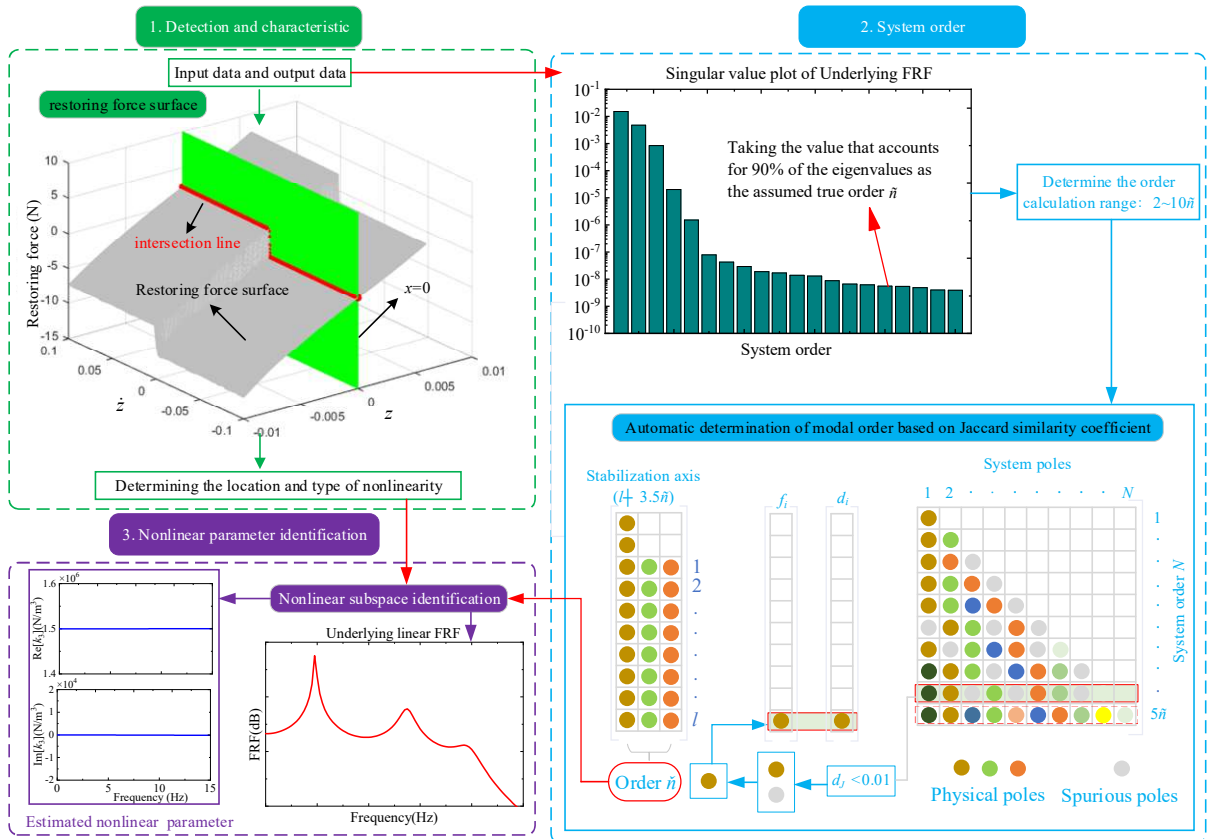 1. Detection and characteristic
Input data and output data
restoring force surface
Restoring force (N)
10
5
0
-5
-10
-15
0.1
0.05
0
-0.05
-0.1
ż
-0.01
0
0.005
0.01
z
intersection line
Restoring force surface
x=0
Determining the location and type of nonlinearity
2. System order
Singular value plot of Underlying FRF
10⁻¹
10⁻²
10⁻³
10⁻⁴
10⁻⁵
10⁻⁶
10⁻⁷
10⁻⁸
10⁻⁹
10⁻¹⁰
System order
Taking the value that accounts
for 90% of the eigenvalues as
the assumed true order ñ
Determine the order
calculation range: 2~10ñ
Automatic determination of modal order based on Jaccard similarity coefficient
Stabilization axis
(l┼ 3.5ñ)
1
2
·
·
·
·
·
l
Order ň
f_i
d_i
d_J <0.01
System poles
1 2 · · · · · · · N
1
·
·
·
·
·
·
·
·
5ñ
System order N
Physical poles
Spurious poles
3. Nonlinear parameter identification
Nonlinear subspace identification
×10⁶
1.6
1.5
1.4
Re[k₃](N/m³)
×10⁴
2
1
0
-1
-2
Im[k₃](N/m³)
0 5 10 15
Frequency (Hz)
Estimated nonlinear parameter
Underlying linear FRF
FRF(dB)
Frequency(Hz)